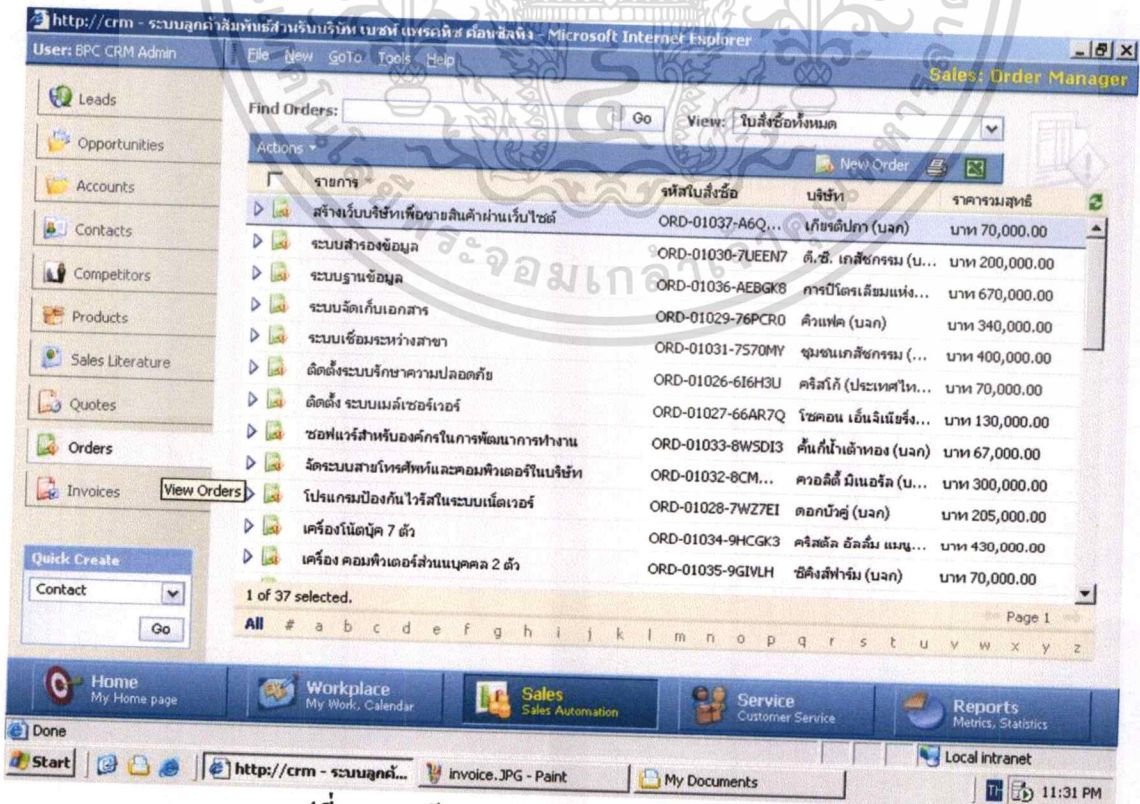 http://crm - ระบบลูกค้าสัมพันธ์สำหรับบริษัท เบซท์ แพรคทิซ คอนซัลทิง - Microsoft Internet Explorer
User: BPC CRM Admin File New GoTo Tools Help
Sales: Order Manager
Leads
Opportunities
Accounts
Contacts
Competitors
Products
Sales Literature
Quotes
Orders
Invoices
View Orders
Quick Create
Contact
Go
Find Orders: Go View: ใบสั่งซื้อทั้งหมด
Actions New Order
รายการ รหัสใบสั่งซื้อ บริษัท ราคารวมสุทธิ
สร้างเว็บบริษัทเพื่อขายสินค้าผ่านเว็บไซต์ ORD-01037-A6Q... เกียรติปภา (บจก) บาท 70,000.00
ระบบสำรองข้อมูล ORD-01030-7UEEN7 ดี.ซี. เภสัชกรรม (บ... บาท 200,000.00
ระบบฐานข้อมูล ORD-01036-AEBGK8 การปิโตรเลียมแห่ง... บาท 670,000.00
ระบบจัดเก็บเอกสาร ORD-01029-76PCR0 คิวแฟค (บจก) บาท 340,000.00
ระบบเชื่อมระหว่างสาขา ORD-01031-7S70MY ชุมชนเภสัชกรรม (... บาท 400,000.00
ติดตั้งระบบรักษาความปลอดภัย ORD-01026-6I6H3U คริสโก้ (ประเทศไท... บาท 70,000.00
ติดตั้ง ระบบเมล์เซอร์เวอร์ ORD-01027-66AR7Q โซคอน เอ็นจิเนียริ่ง... บาท 130,000.00
ซอฟแวร์สำหรับองค์กรในการพัฒนาการทำงาน ORD-01033-8WSDI3 ตั้นกี่น้ำเต้าทอง (บจก) บาท 67,000.00
จัดระบบสายโทรศัพท์และคอมพิวเตอร์ในบริษัท ORD-01032-8CM... ควอลิตี้ มิเนอรัล (บ... บาท 300,000.00
โปรแกรมป้องกันไวรัสในระบบเน็ตเวอร์ ORD-01028-7WZ7EI ดอกบัวคู่ (บจก) บาท 205,000.00
เครื่องโน้ตบุ้ค 7 ตัว ORD-01034-9HCGK3 คริสตัล อัลลั่ม แมนู... บาท 430,000.00
เครื่อง คอมพิวเตอร์ส่วนนบุคคล 2 ตัว ORD-01035-9GIVLH ซีคิงส์ฟาร์ม (บจก) บาท 70,000.00
1 of 37 selected. Page 1
All # a b c d e f g h i j k l m n o p q r s t u v w x y z
Home
My Home page
Workplace
My Work, Calendar
Sales
Sales Automation
Service
Customer Service
Reports
Metrics, Statistics
Done Local intranet
Start http://crm - ระบบลูกค้... invoice.JPG - Paint My Documents TH 11:31 PM